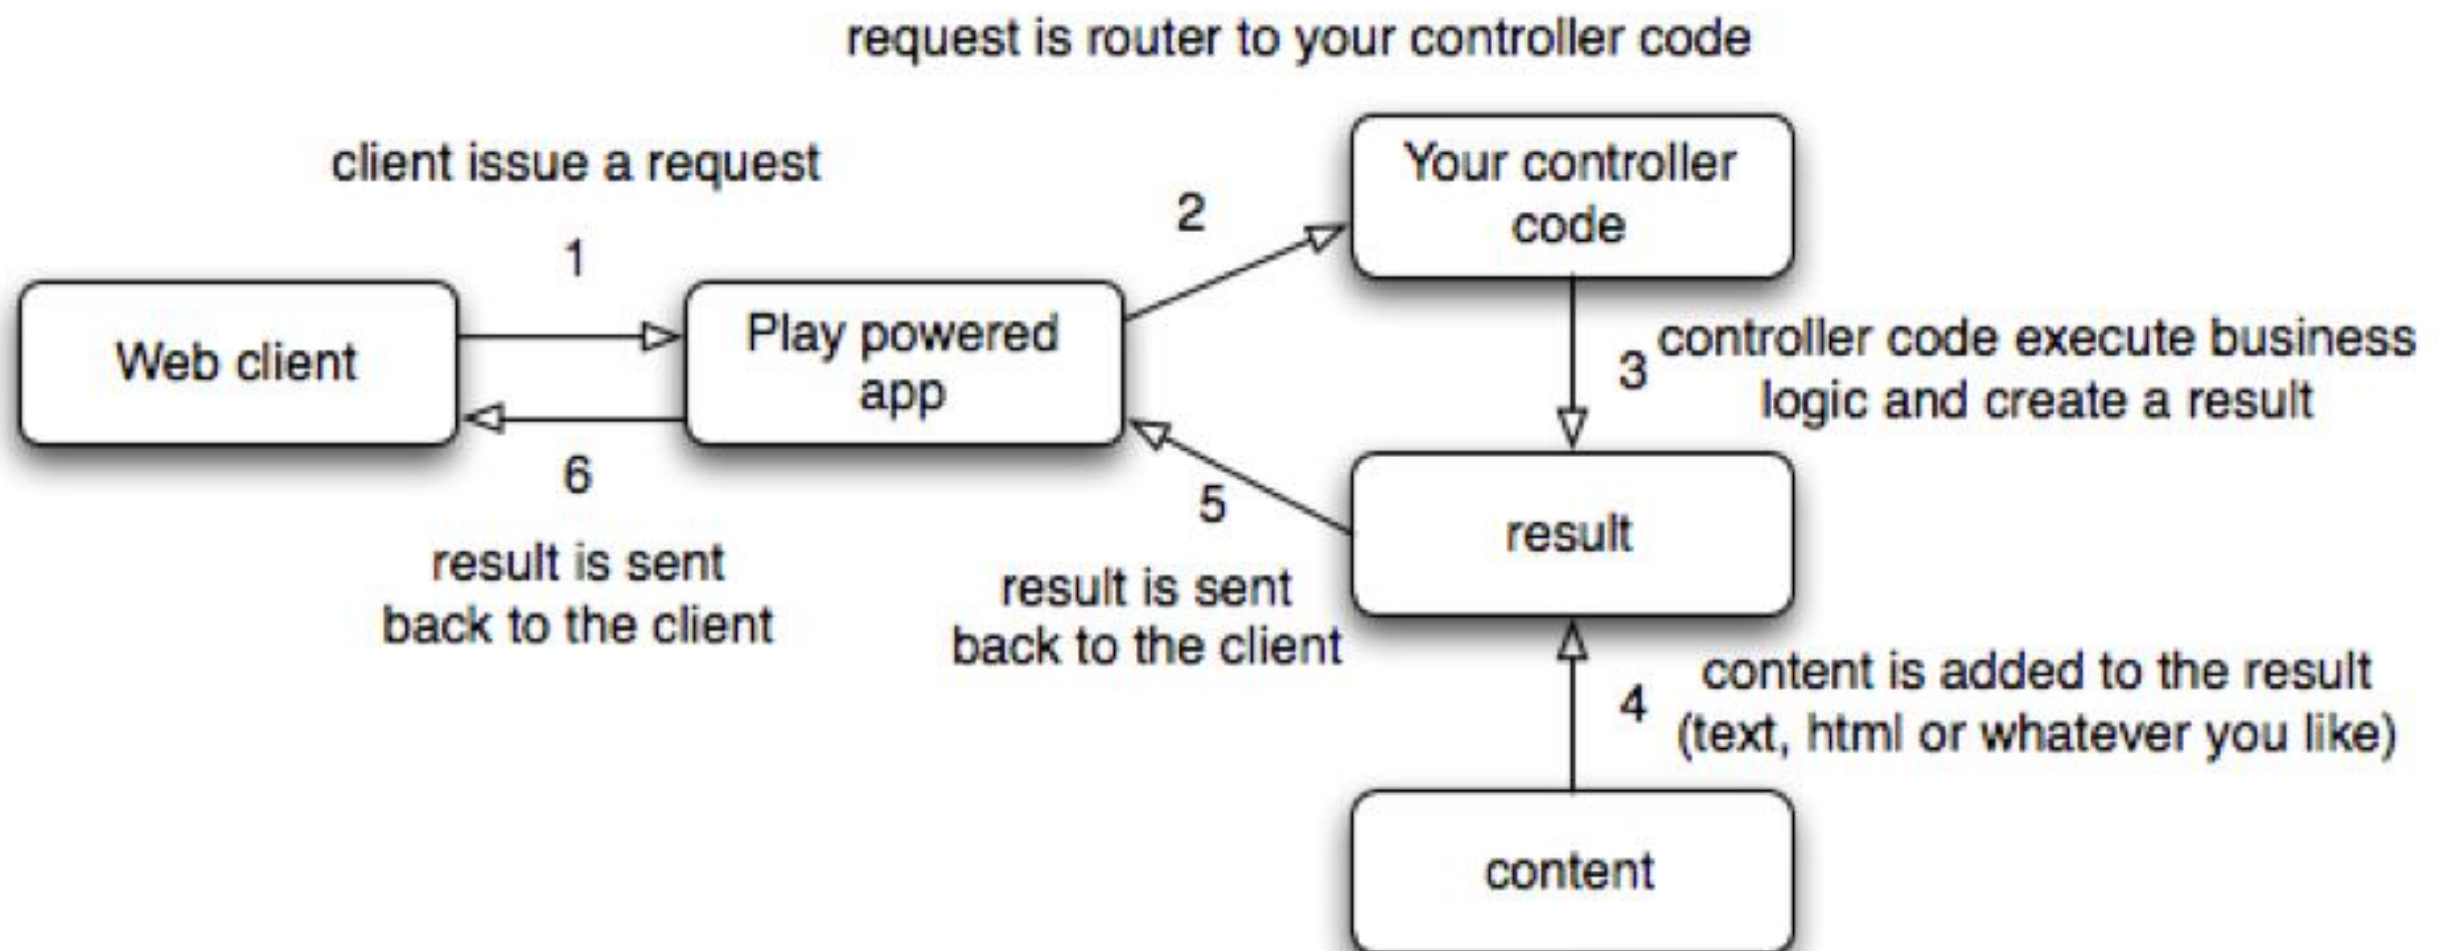 request is router to your controller code
client issue a request
1
2
Your controller
code
Web client
Play powered
app
3
controller code execute business
logic and create a result
6
5
result
result is sent
back to the client
result is sent
back to the client
4
content is added to the result
(text, html or whatever you like)
content